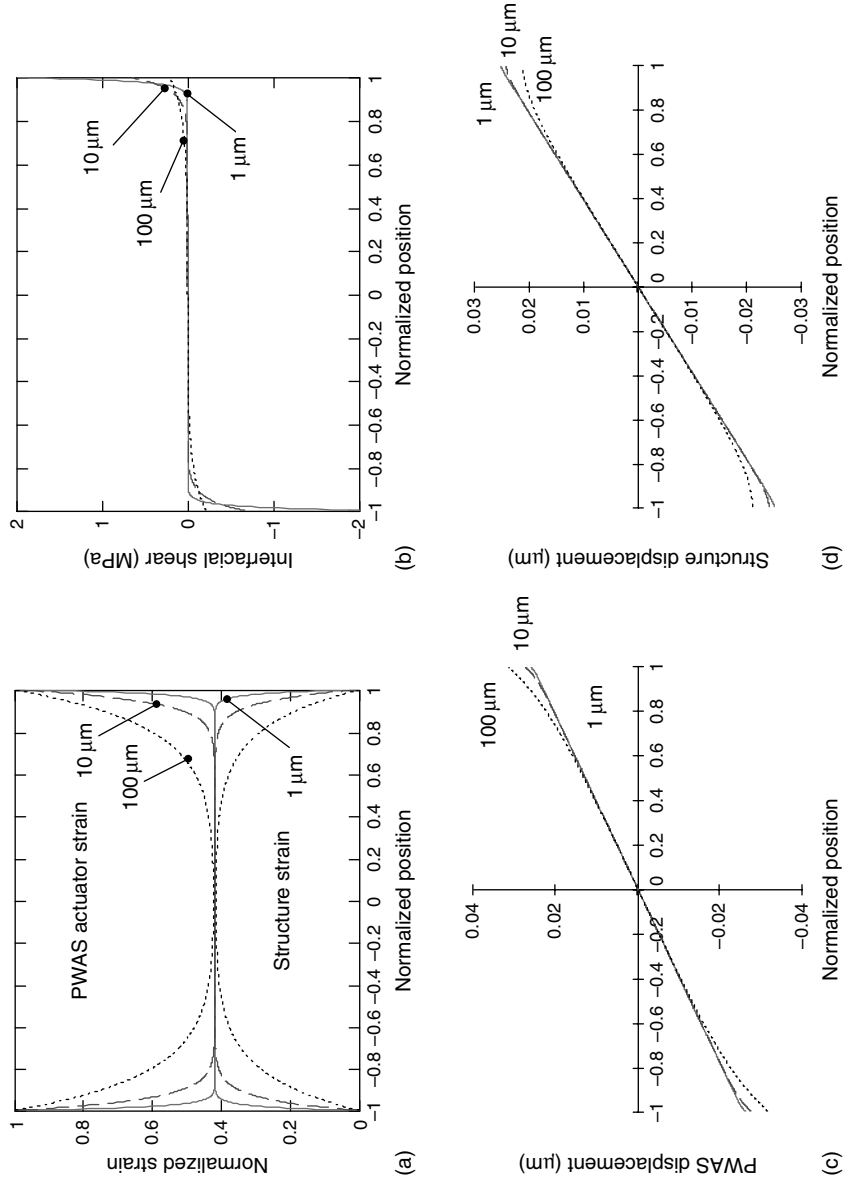 1
0.8
0.6
0.4
0.2
0
Normalized strain
PWAS actuator strain
Structure strain
10 μm
100 μm
1 μm
−1 −0.8 −0.6 −0.4 −0.2 0 0.2 0.4 0.6 0.8 1
Normalized position
(a)
2
1
0
−1
−2
Interfacial shear (MPa)
10 μm
100 μm
1 μm
−1 −0.8 −0.6 −0.4 −0.2 0 0.2 0.4 0.6 0.8 1
Normalized position
(b)
0.04
0.02
−0.02
−0.04
PWAS displacement (μm)
100 μm
10 μm
1 μm
−1 −0.8 −0.6 −0.4 −0.2 0 0.2 0.4 0.6 0.8 1
Normalized position
(c)
0.03
0.02
0.01
−0.01
−0.02
−0.03
Structure displacement (μm)
1 μm
10 μm
100 μm
−1 −0.8 −0.6 −0.4 −0.2 0 0.2 0.4 0.6 0.8 1
Normalized position
(d)